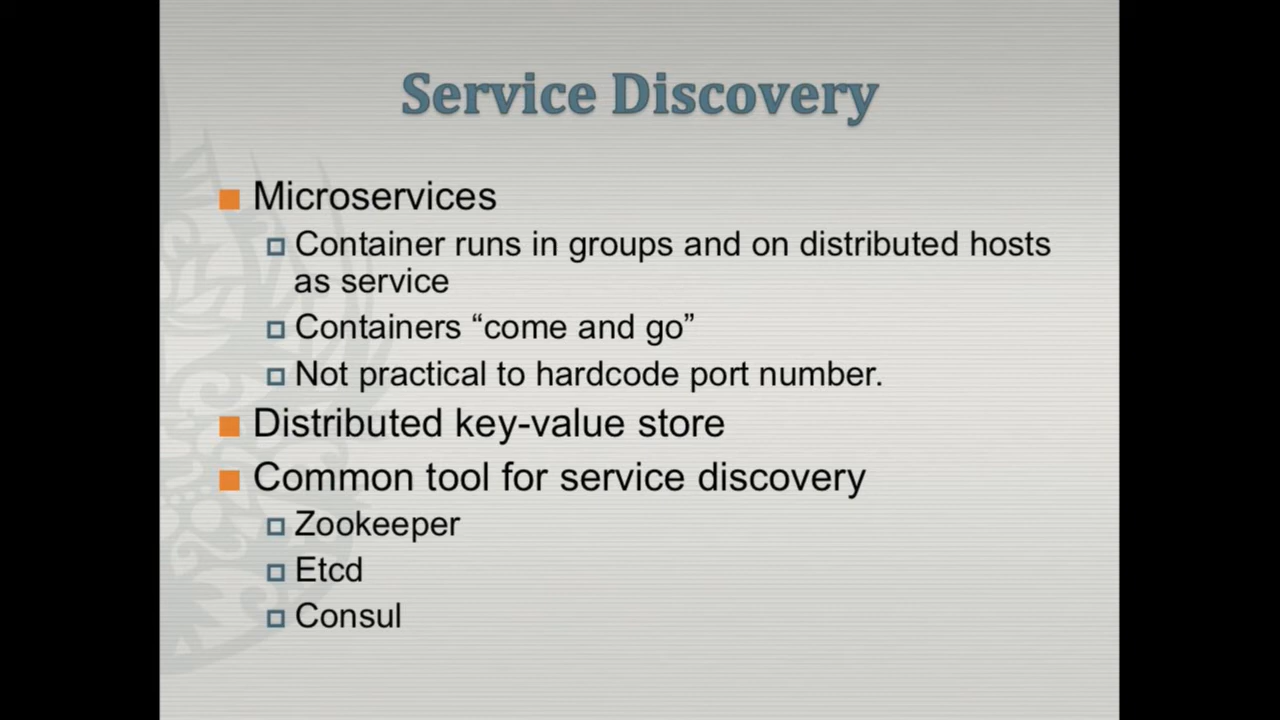 Service Discovery
Microservices
Container runs in groups and on distributed hosts
as service
Containers “come and go”
Not practical to hardcode port number.
Distributed key-value store
Common tool for service discovery
Zookeeper
Etcd
Consul